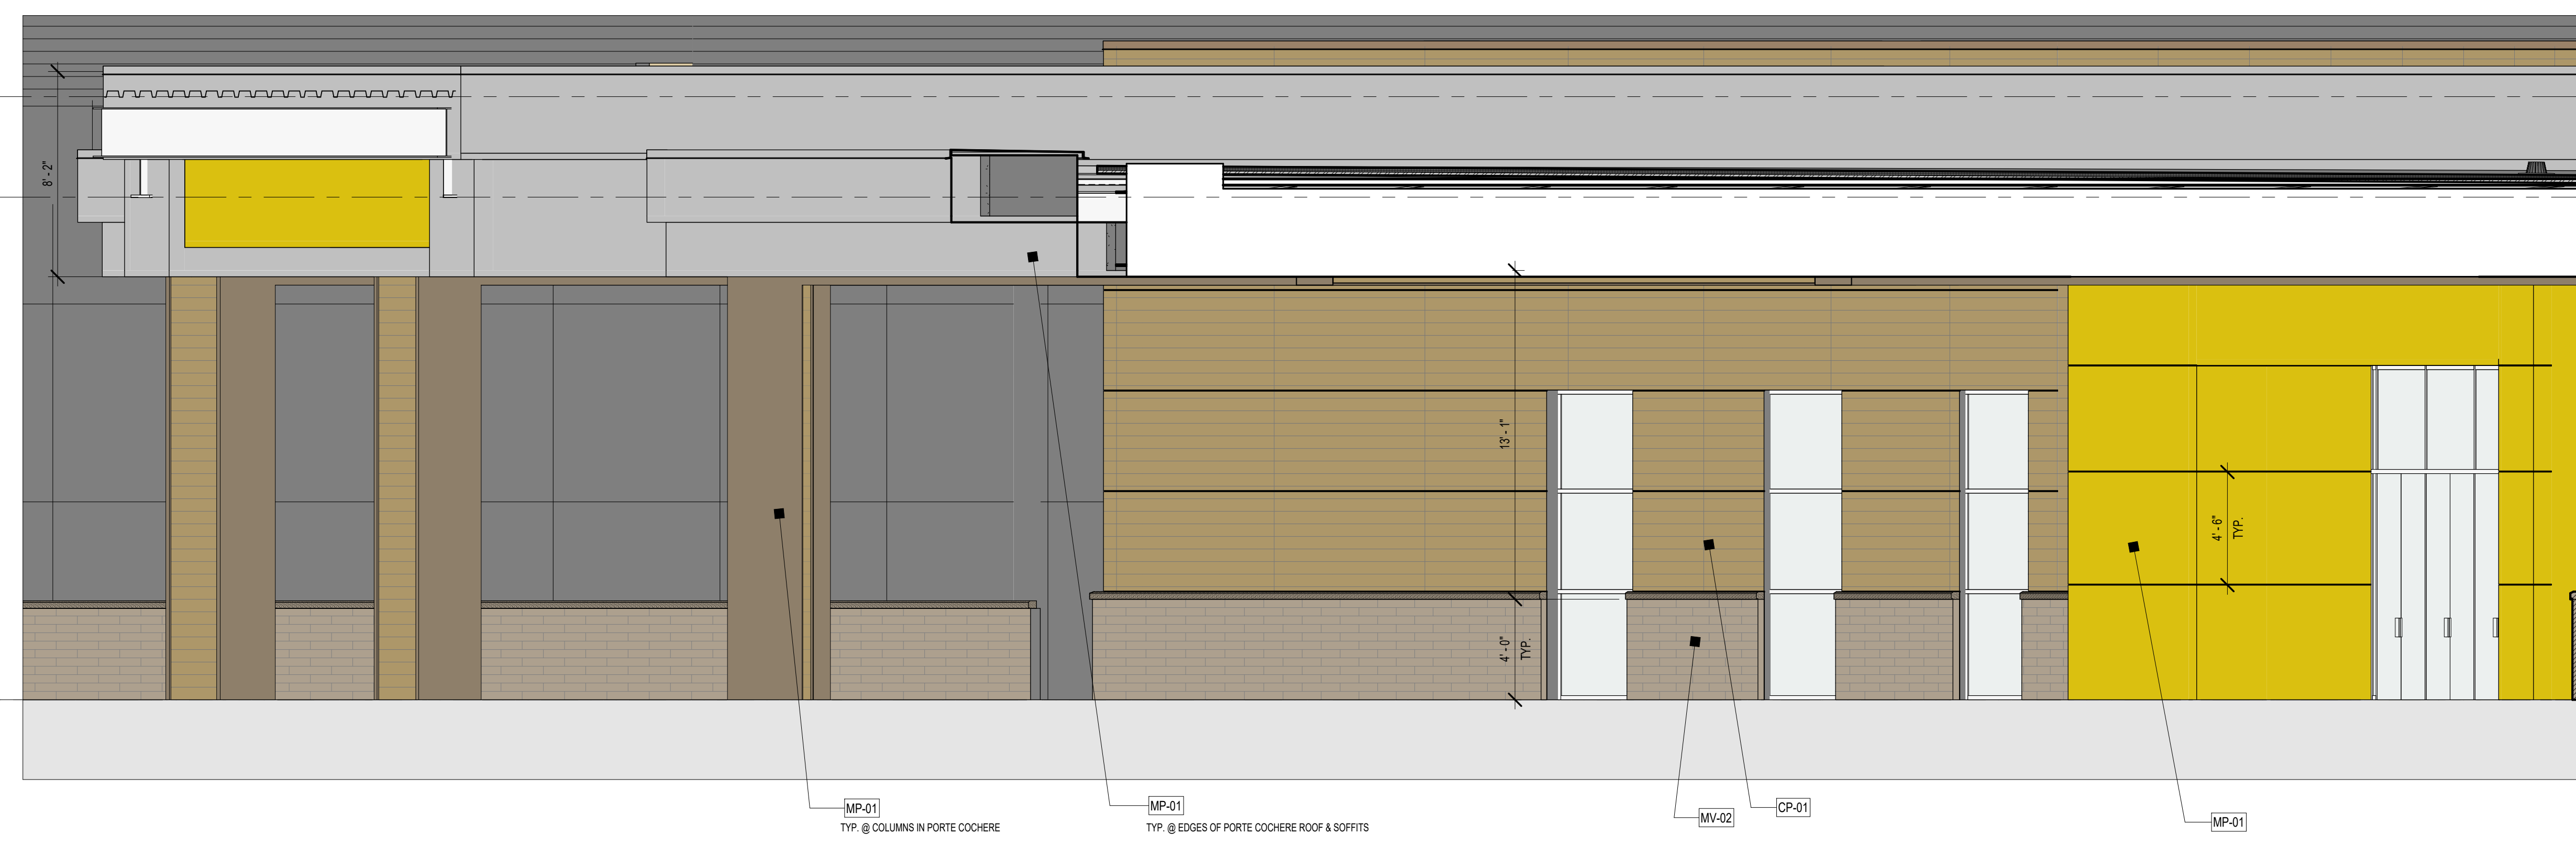 8' - 2"
13' - 1"
4' - 6"
TYP.
4' - 0"
TYP.
MP-01
TYP. @ COLUMNS IN PORTE COCHERE
MP-01
TYP. @ EDGES OF PORTE COCHERE ROOF & SOFFITS
MV-02
CP-01
MP-01